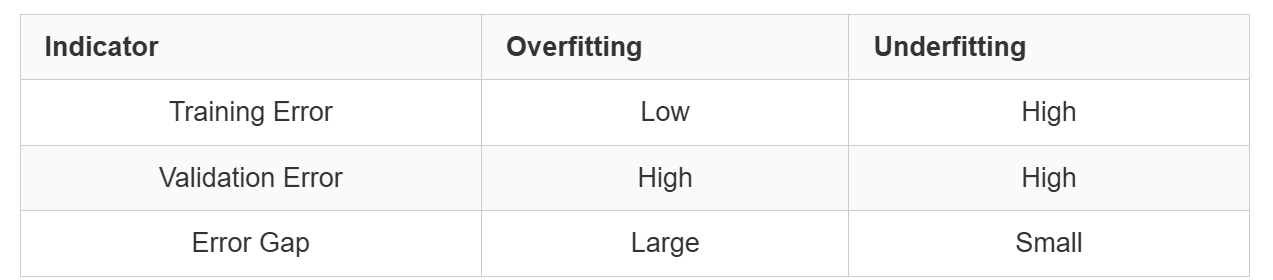 Indicator Overfitting Underfitting
Training Error Low High
Validation Error High High
Error Gap Large Small